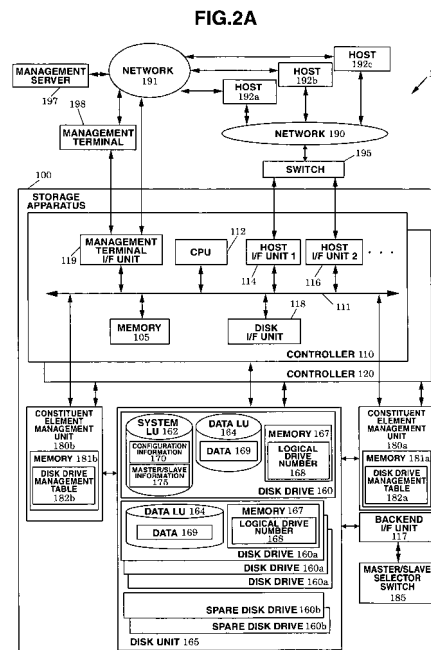 FIG.2A
HOST
192c
NETWORK
191
HOST
192b
MANAGEMENT
SERVER
197
HOST
192a
198
MANAGEMENT
TERMINAL
NETWORK 190
195
SWITCH
100
STORAGE
APPARATUS
MANAGEMENT
TERMINAL
I/F UNIT
119
112
CPU
HOST
I/F UNIT 1
114
HOST
I/F UNIT 2
116
. . .
111
MEMORY
105
118
DISK
I/F UNIT
CONTROLLER 110
CONTROLLER 120
CONSTITUENT
ELEMENT
MANAGEMENT
UNIT
180b
MEMORY 181b
DISK DRIVE
MANAGEMENT
TABLE
182b
SYSTEM
LU 162
CONFIGURATION
INFORMATION
170
MASTER/SLAVE
INFORMATION
175
DATA LU
164
DATA 169
MEMORY 167
LOGICAL DRIVE
NUMBER
168
DISK DRIVE 160
CONSTITUENT
ELEMENT
MANAGEMENT
UNIT
180a
MEMORY 181a
DISK DRIVE
MANAGEMENT
TABLE
182a
DATA LU 164
DATA 169
MEMORY 167
LOGICAL DRIVE
NUMBER
168
DISK DRIVE 160a
DISK DRIVE 160a
DISK DRIVE 160a
BACKEND
I/F UNIT
117
MASTER/SLAVE
SELECTOR
SWITCH
185
SPARE DISK DRIVE 160b
SPARE DISK DRIVE 160b
DISK UNIT 165